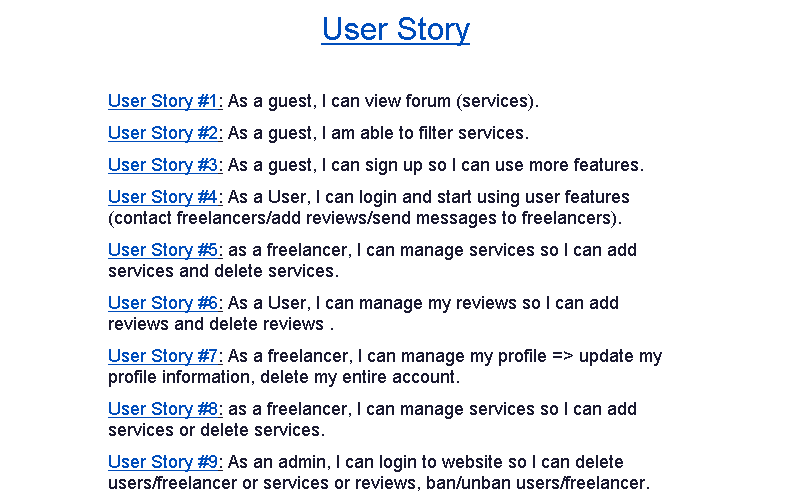 User Story
User Story #1: As a guest, I can view forum (services).
User Story #2: As a guest, I am able to filter services.
User Story #3: As a guest, I can sign up so I can use more features.
User Story #4: As a User, I can login and start using user features
(contact freelancers/add reviews/send messages to freelancers).
User Story #5: as a freelancer, I can manage services so I can add
services and delete services.
User Story #6: As a User, I can manage my reviews so I can add
reviews and delete reviews .
User Story #7: As a freelancer, I can manage my profile => update my
profile information, delete my entire account.
User Story #8: as a freelancer, I can manage services so I can add
services or delete services.
User Story #9: As an admin, I can login to website so I can delete
users/freelancer or services or reviews, ban/unban users/freelancer.